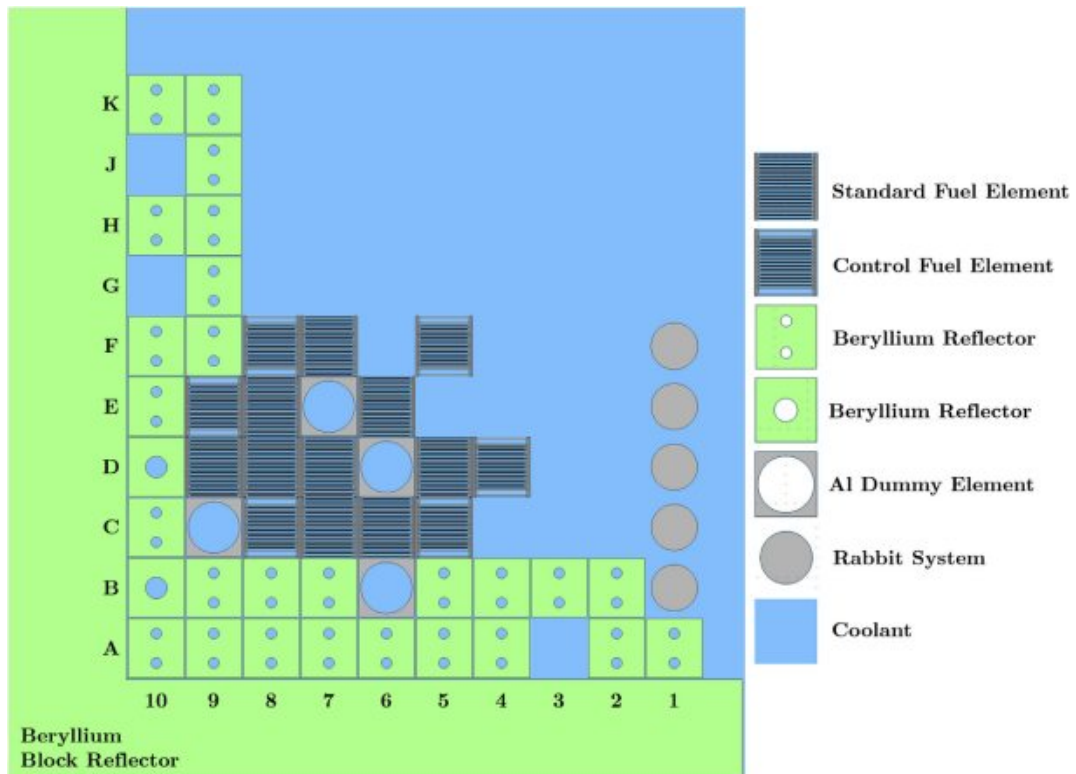 K
J
H
G
F
E
D
C
B
A
10 9 8 7 6 5 4 3 2 1
Beryllium
Block Reflector
Standard Fuel Element
Control Fuel Element
Beryllium Reflector
Beryllium Reflector
Al Dummy Element
Rabbit System
Coolant